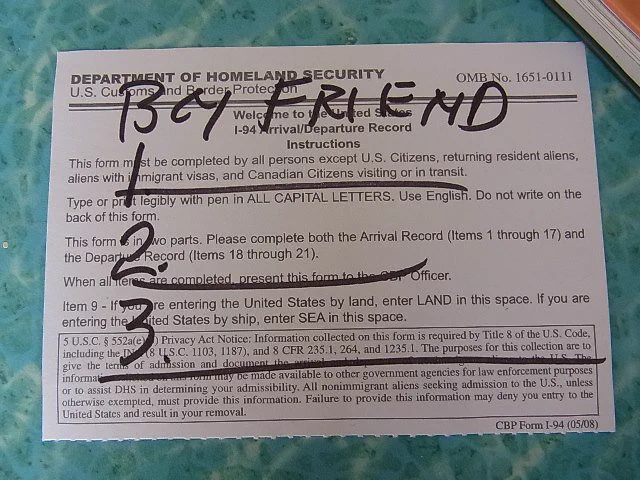 DEPARTMENT OF HOMELAND SECURITY OMB No. 1651-0111
U.S. Customs and Border Protection
BOY FRIEND
Welcome to the United States
I-94 Arrival/Departure Record
Instructions
1.
This form must be completed by all persons except U.S. Citizens, returning resident aliens,
aliens with immigrant visas, and Canadian Citizens visiting or in transit.
Type or print legibly with pen in ALL CAPITAL LETTERS. Use English. Do not write on the
back of this form.
2.
This form is in two parts. Please complete both the Arrival Record (Items 1 through 17) and
the Departure Record (Items 18 through 21).
When all items are completed, present this form to the CBP Officer.
3.
Item 9 - If you are entering the United States by land, enter LAND in this space. If you are
entering the United States by ship, enter SEA in this space.
5 U.S.C. § 552a(e)(3) Privacy Act Notice: Information collected on this form is required by Title 8 of the U.S. Code,
including the INA (8 U.S.C. 1103, 1187), and 8 CFR 235.1, 264, and 1235.1. The purposes for this collection are to
give the terms of admission and document the arrival to the U.S. The
information on this form may be made available to other government agencies for law enforcement purposes
or to assist DHS in determining your admissibility. All nonimmigrant aliens seeking admission to the U.S., unless
otherwise exempted, must provide this information. Failure to provide this information may deny you entry to the
United States and result in your removal.
CBP Form I-94 (05/08)